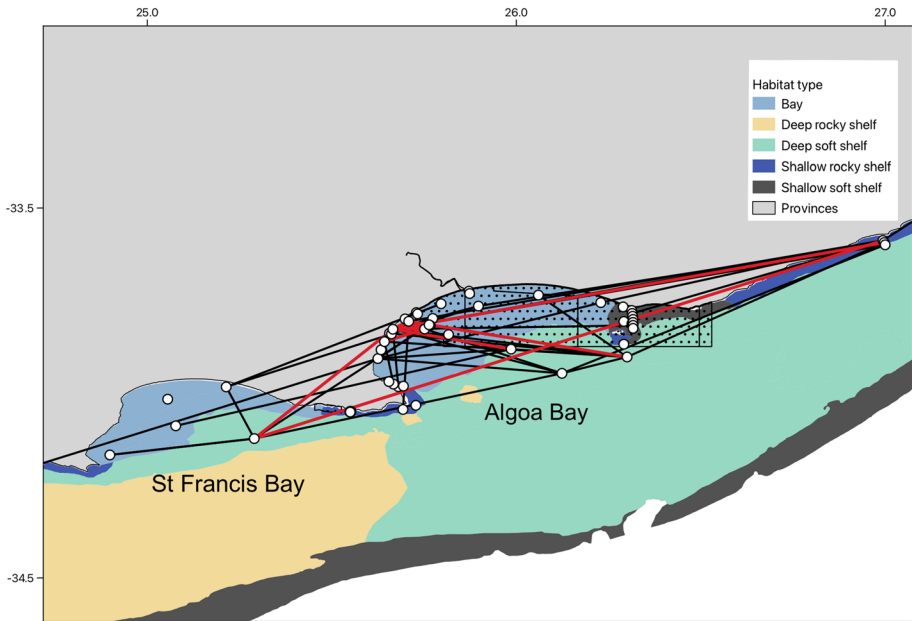 25.0 26.0 27.0
Habitat type
Bay
Deep rocky shelf
Deep soft shelf
Shallow rocky shelf
Shallow soft shelf
Provinces
-33.5
Algoa Bay
St Francis Bay
-34.5